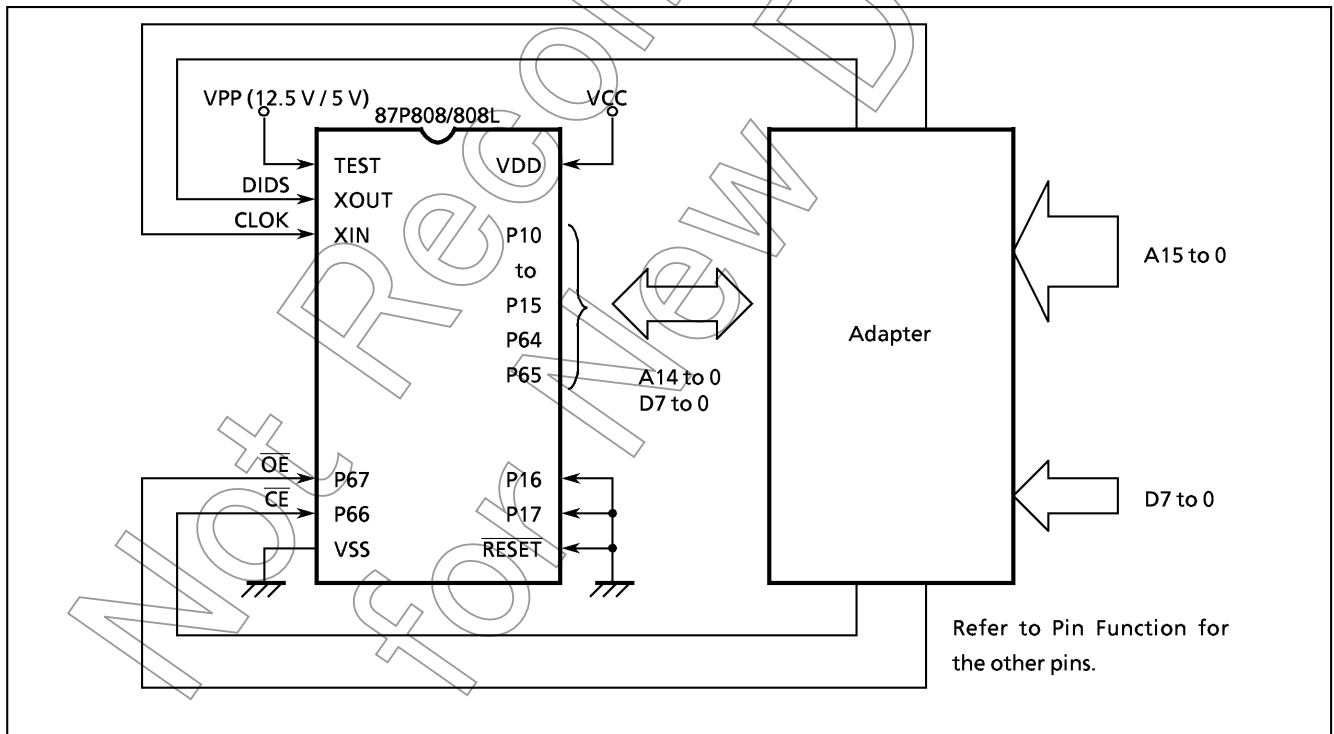 VPP (12.5 V / 5 V)
87P808/808L
VCC
TEST
VDD
DIDS
XOUT
CLOK
XIN
P10
to
P15
P64
P65
A14 to 0
D7 to 0
Adapter
A15 to 0
D7 to 0
OE
P67
P16
CE
P66
P17
VSS
RESET
Refer to Pin Function for
the other pins.
Not Recom
for New D